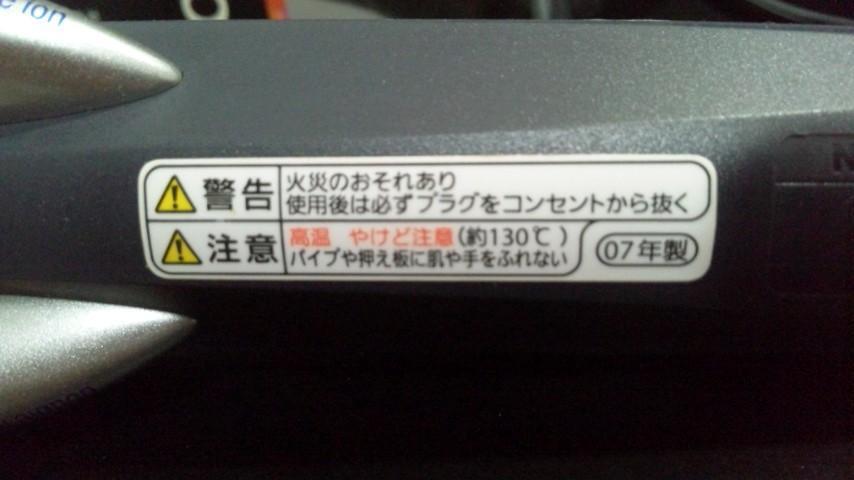 e ion
警告
火災のおそれあり
使用後は必ずプラグをコンセントから抜く
注意
高温 やけど注意(約130℃)
パイプや押え板に肌や手をふれない
07年製